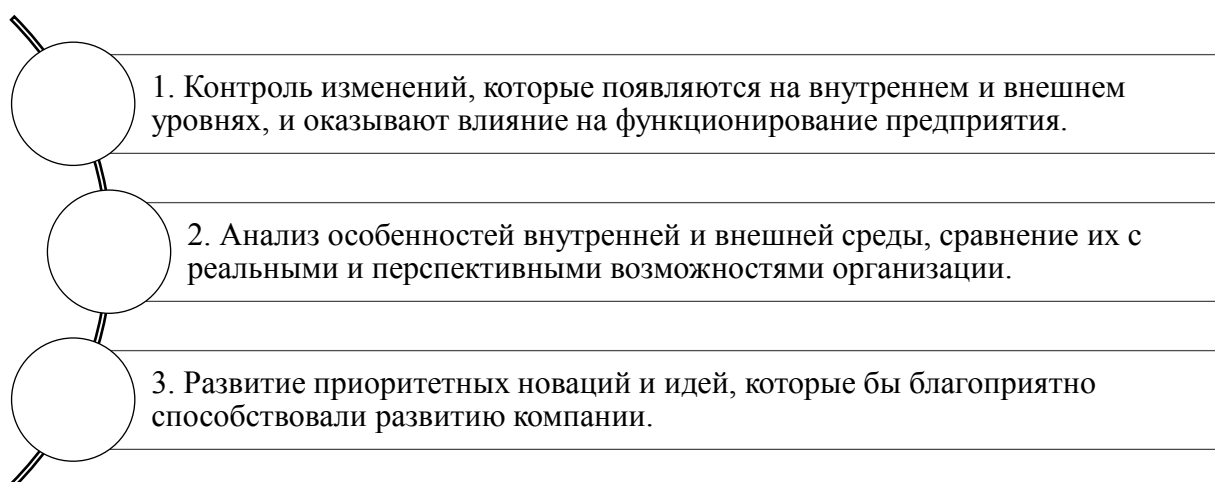 1. Контроль изменений, которые появляются на внутреннем и внешнем
уровнях, и оказывают влияние на функционирование предприятия.
2. Анализ особенностей внутренней и внешней среды, сравнение их с
реальными и перспективными возможностями организации.
3. Развитие приоритетных новаций и идей, которые бы благоприятно
способствовали развитию компании.